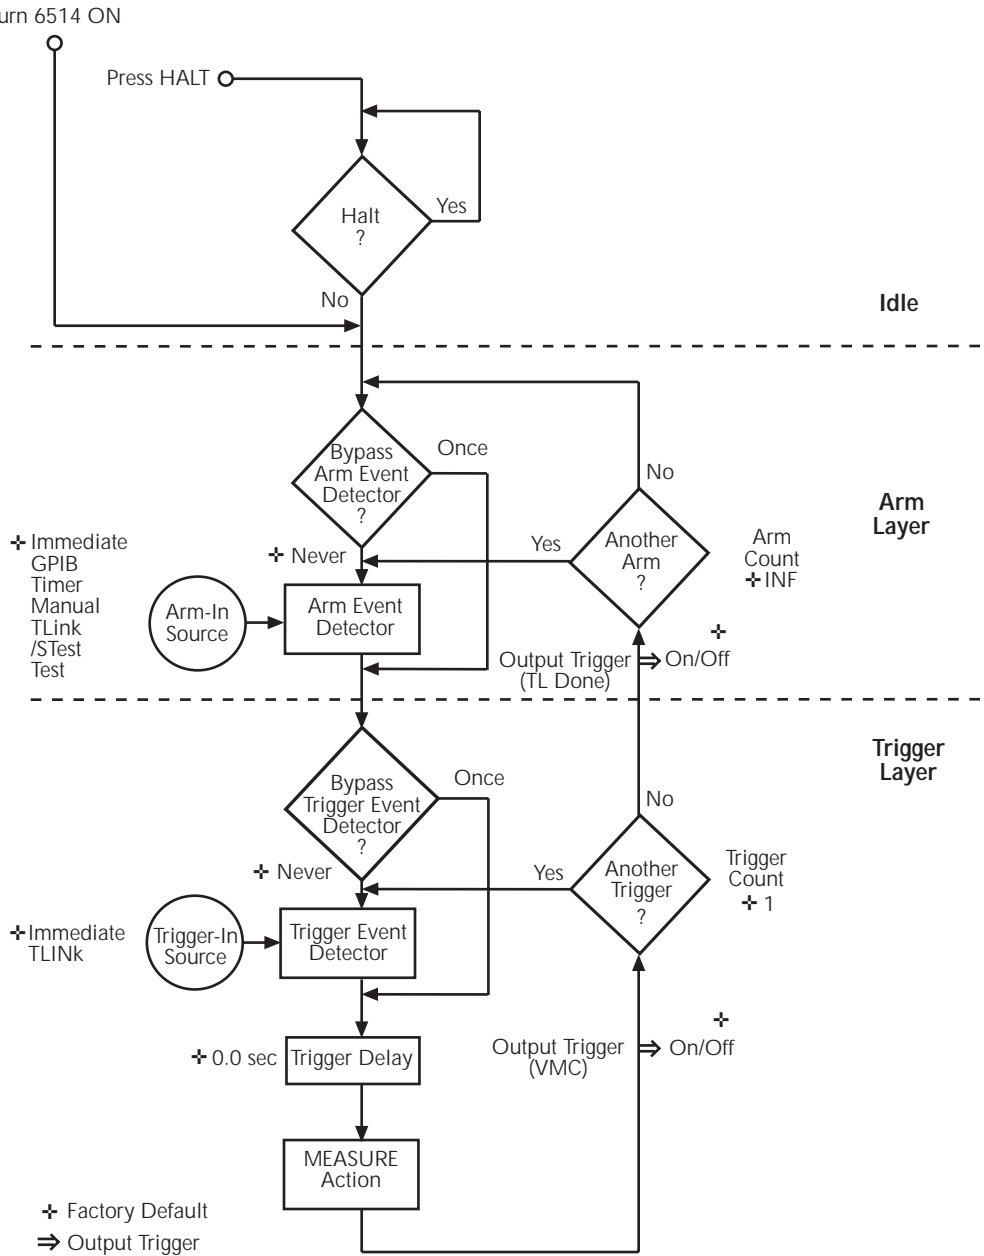 urn 6514 ON
Press HALT
Halt
?
Yes
No
Idle
Bypass
Arm Event
Detector
?
Once
No
Arm
Layer
✛ Immediate
GPIB
Timer
Manual
TLink
/STest
Test
✛ Never
Yes
Another
Arm
?
Arm
Count
✛ INF
Arm-In
Source
Arm Event
Detector
✛
Output Trigger ⇒ On/Off
(TL Done)
Trigger
Layer
Bypass
Trigger Event
Detector
?
Once
No
✛ Never
Yes
Another
Trigger
?
Trigger
Count
✛ 1
✛ Immediate
TLINk
Trigger-In
Source
Trigger Event
Detector
✛ 0.0 sec
Trigger Delay
✛
Output Trigger ⇒ On/Off
(VMC)
MEASURE
Action
✛ Factory Default
⇒ Output Trigger